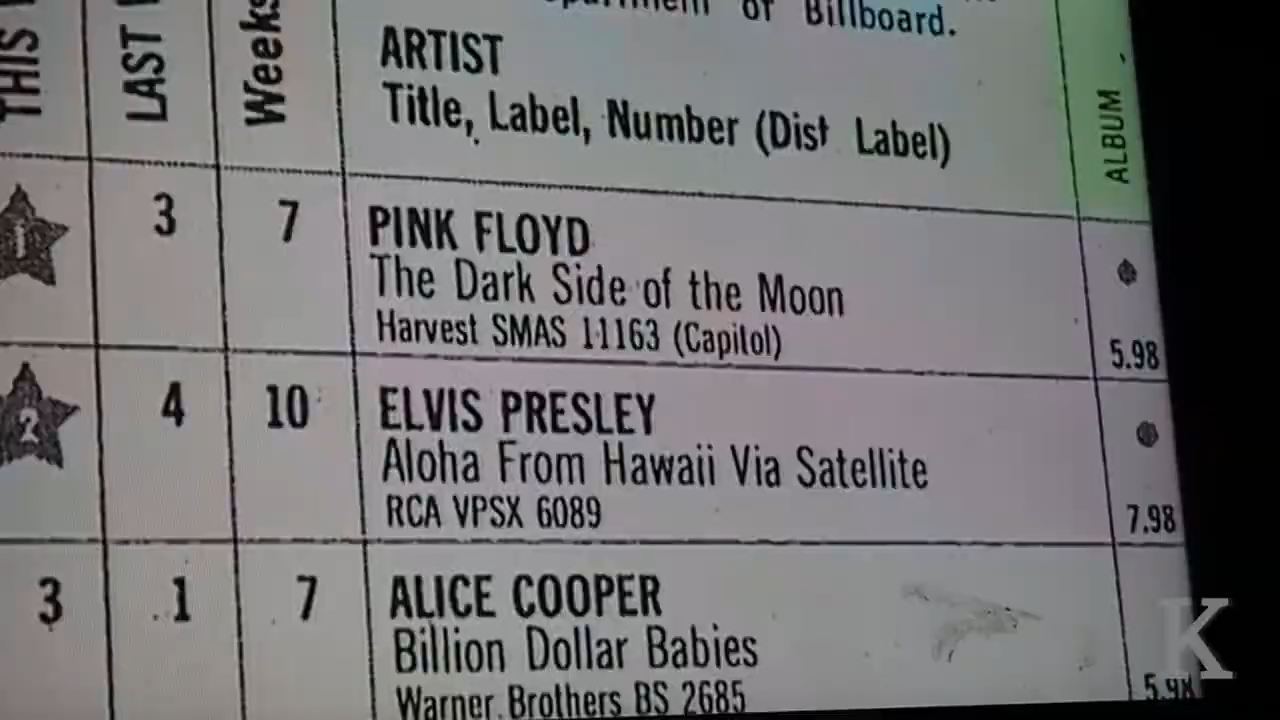 of Billboard.
THIS
LAST
Weeks
ARTIST
Title, Label, Number (Dist Label)
ALBUM
1 3 7 PINK FLOYD
The Dark Side of the Moon
Harvest SMAS 11163 (Capitol) 5.98
2 4 10 ELVIS PRESLEY
Aloha From Hawaii Via Satellite
RCA VPSX 6089 7.98
3 1 7 ALICE COOPER
Billion Dollar Babies
Warner Brothers BS 2685 5.98
K